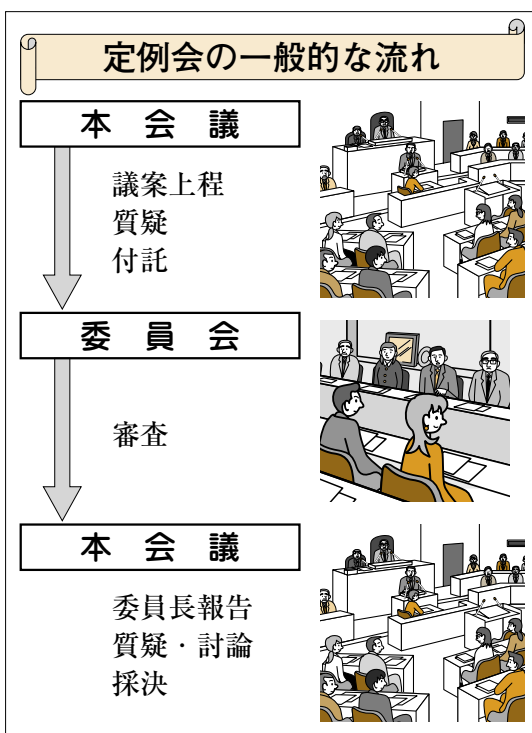 定例会の一般的な流れ
本会議
議案上程
質疑
付託
委員会
審査
本会議
委員長報告
質疑・討論
採決